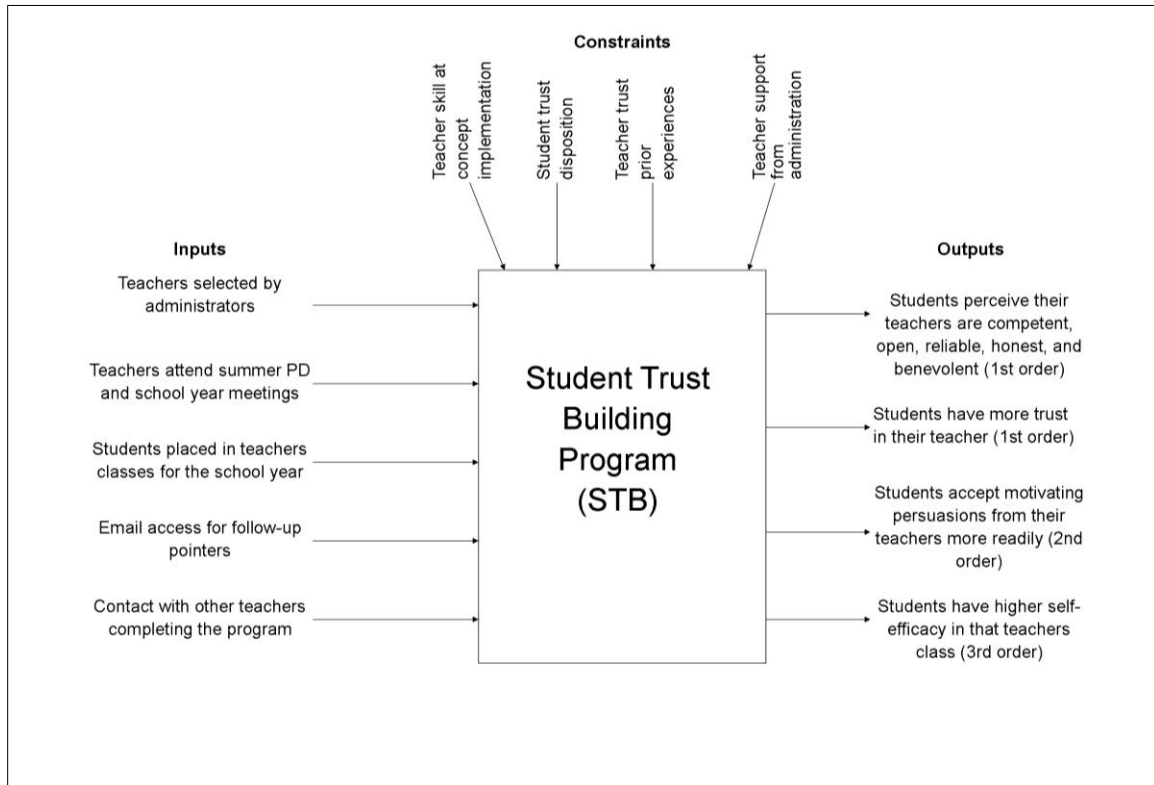 Constraints
Teacher skill at
concept
implementation
Student trust
disposition
Teacher trust
prior
experiences
Teacher support
from
administration
Inputs
Teachers selected by
administrators
Teachers attend summer PD
and school year meetings
Students placed in teachers
classes for the school year
Email access for follow-up
pointers
Contact with other teachers
completing the program
Student Trust
Building
Program
(STB)
Outputs
Students perceive their
teachers are competent,
open, reliable, honest, and
benevolent (1st order)
Students have more trust
in their teacher (1st order)
Students accept motivating
persuasions from their
teachers more readily (2nd
order)
Students have higher self-
efficacy in that teachers
class (3rd order)